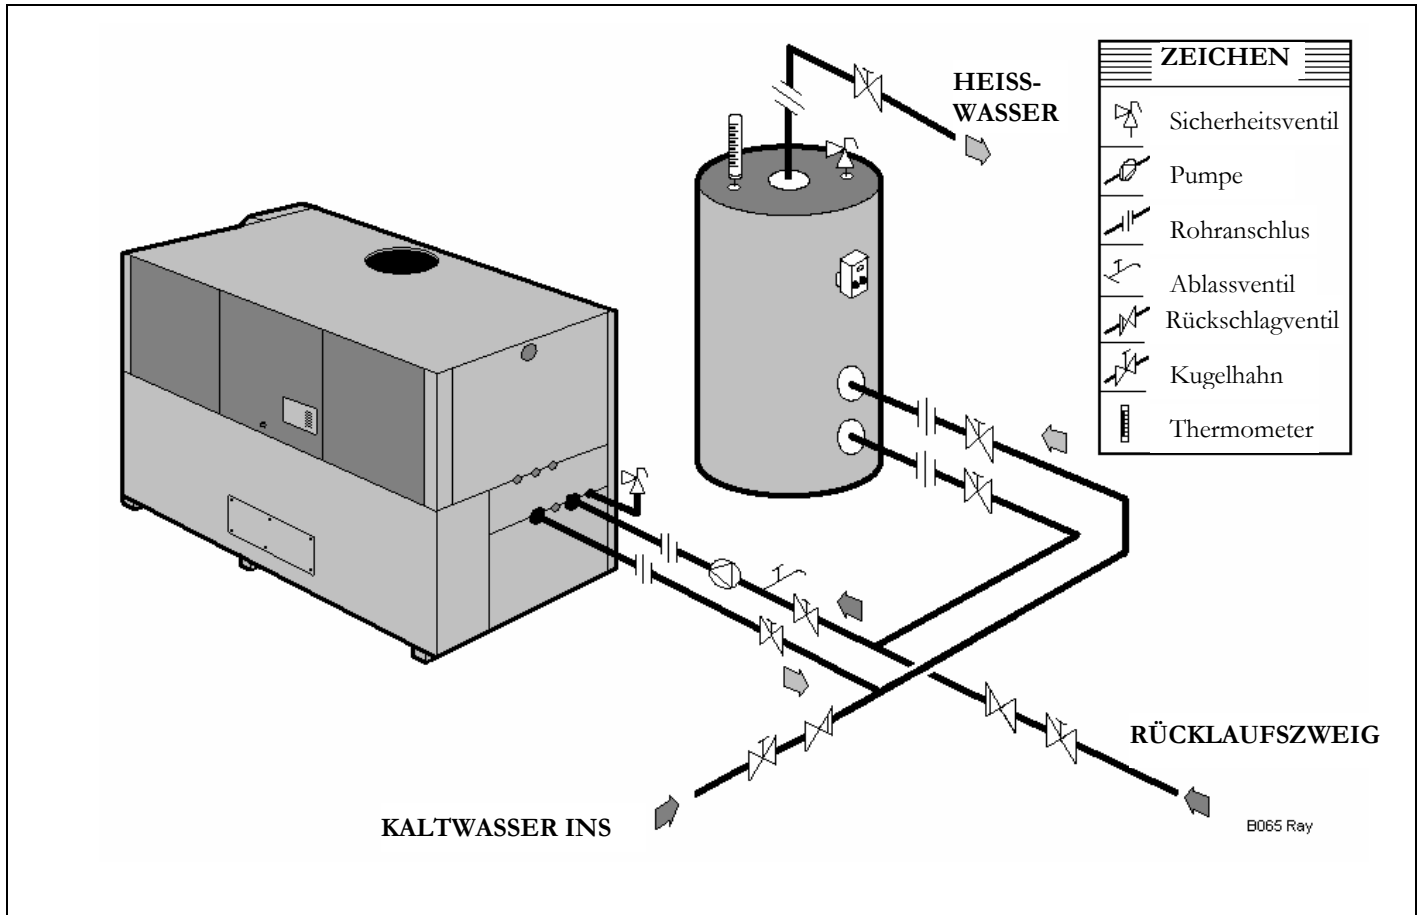 HEISS-
WASSER
ZEICHEN
Sicherheitsventil
Pumpe
Rohranschlus
Ablassventil
Rückschlagventil
Kugelhahn
Thermometer
RÜCKLAUFSZWEIG
KALTWASSER INS
B065 Ray